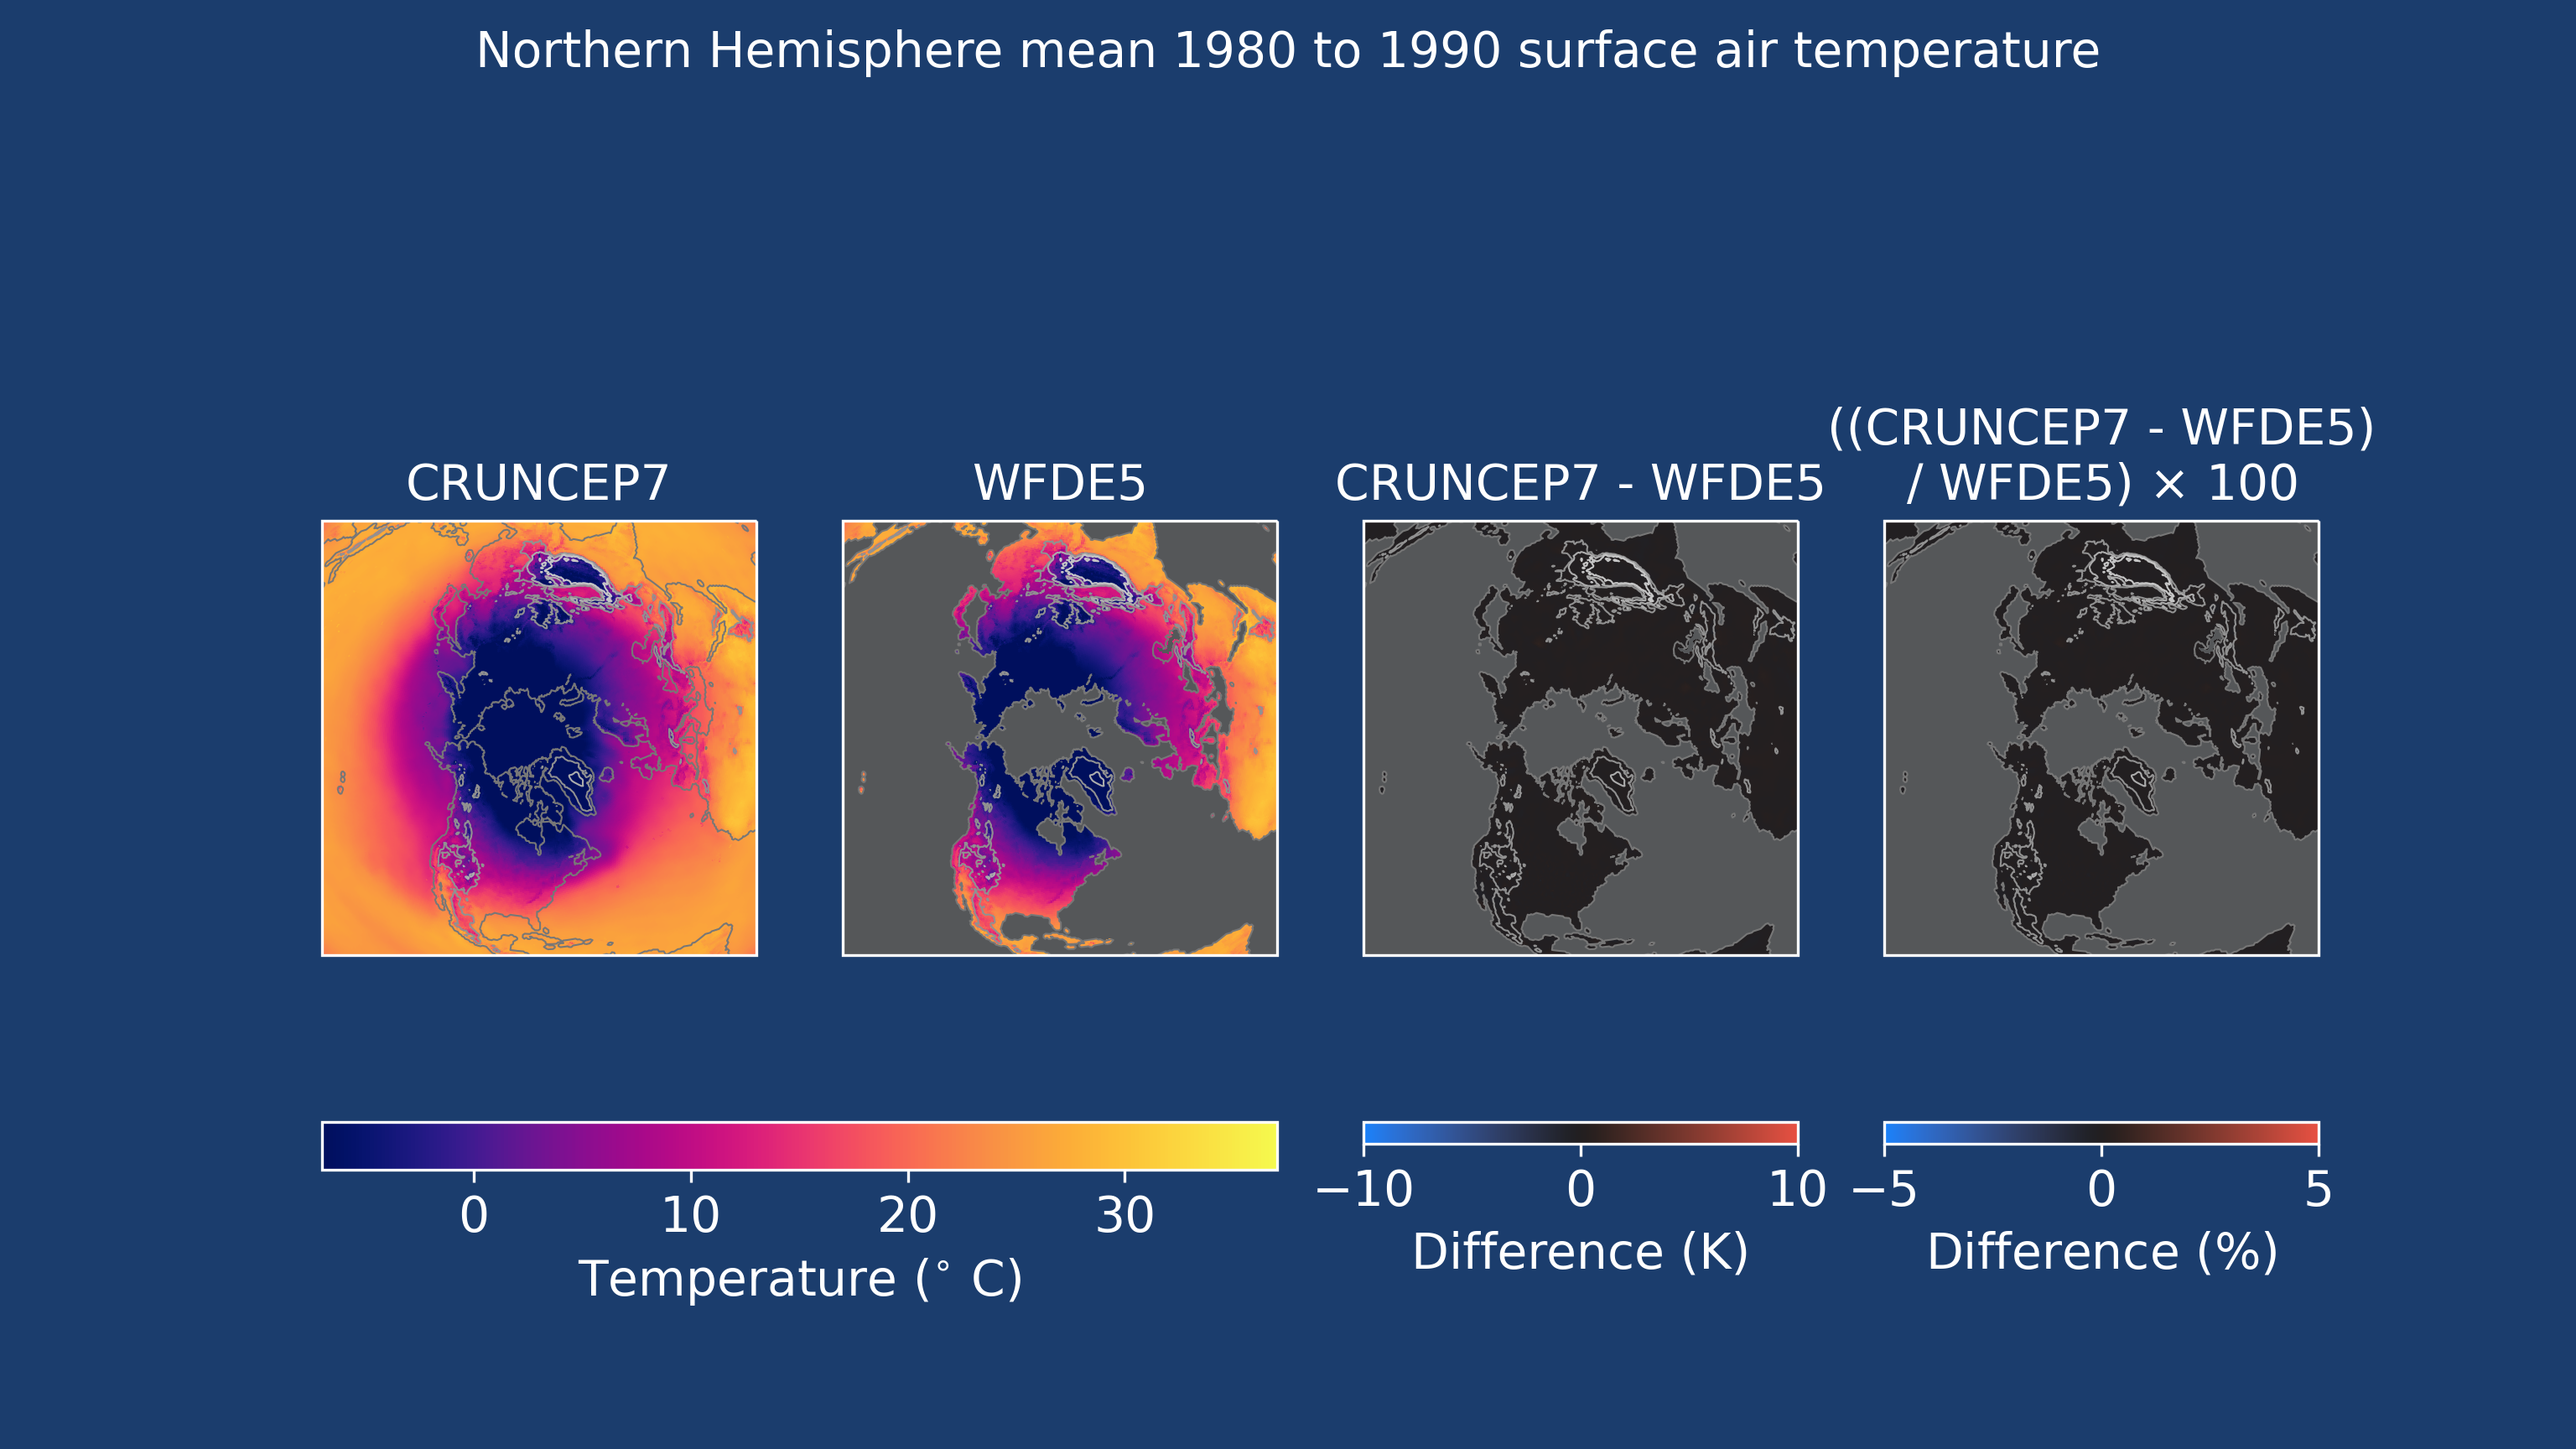 Northern Hemisphere mean 1980 to 1990 surface air temperature
CRUNCEP7
WFDE5
CRUNCEP7 - WFDE5
((CRUNCEP7 - WFDE5)
/ WFDE5) × 100
0 10 20 30
Temperature (° C)
−10 0 10
Difference (K)
−5 0 5
Difference (%)